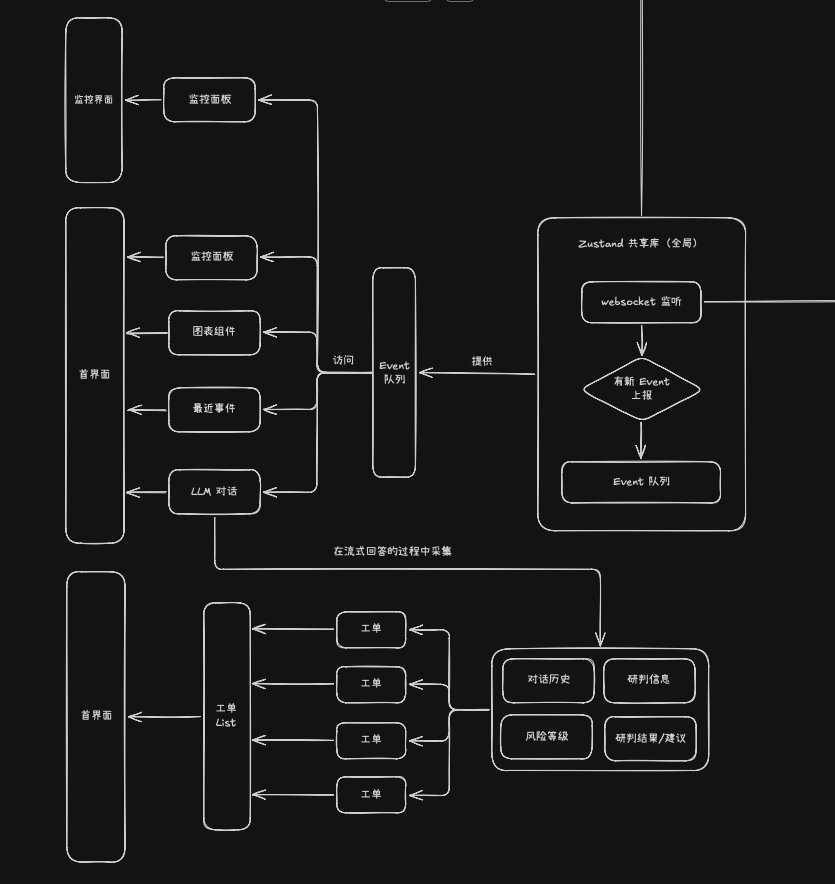 监控界面
监控面板
Zustand 共享库（全局）
监控面板
websocket 监听
图表组件
访问
提供
Event
队列
首界面
有新 Event
上报
最近事件
Event 队列
LLM 对话
在流式回答的过程中采集
工单
对话历史
研判信息
工单
工单
List
首界面
工单
风险等级
研判结果/建议
工单